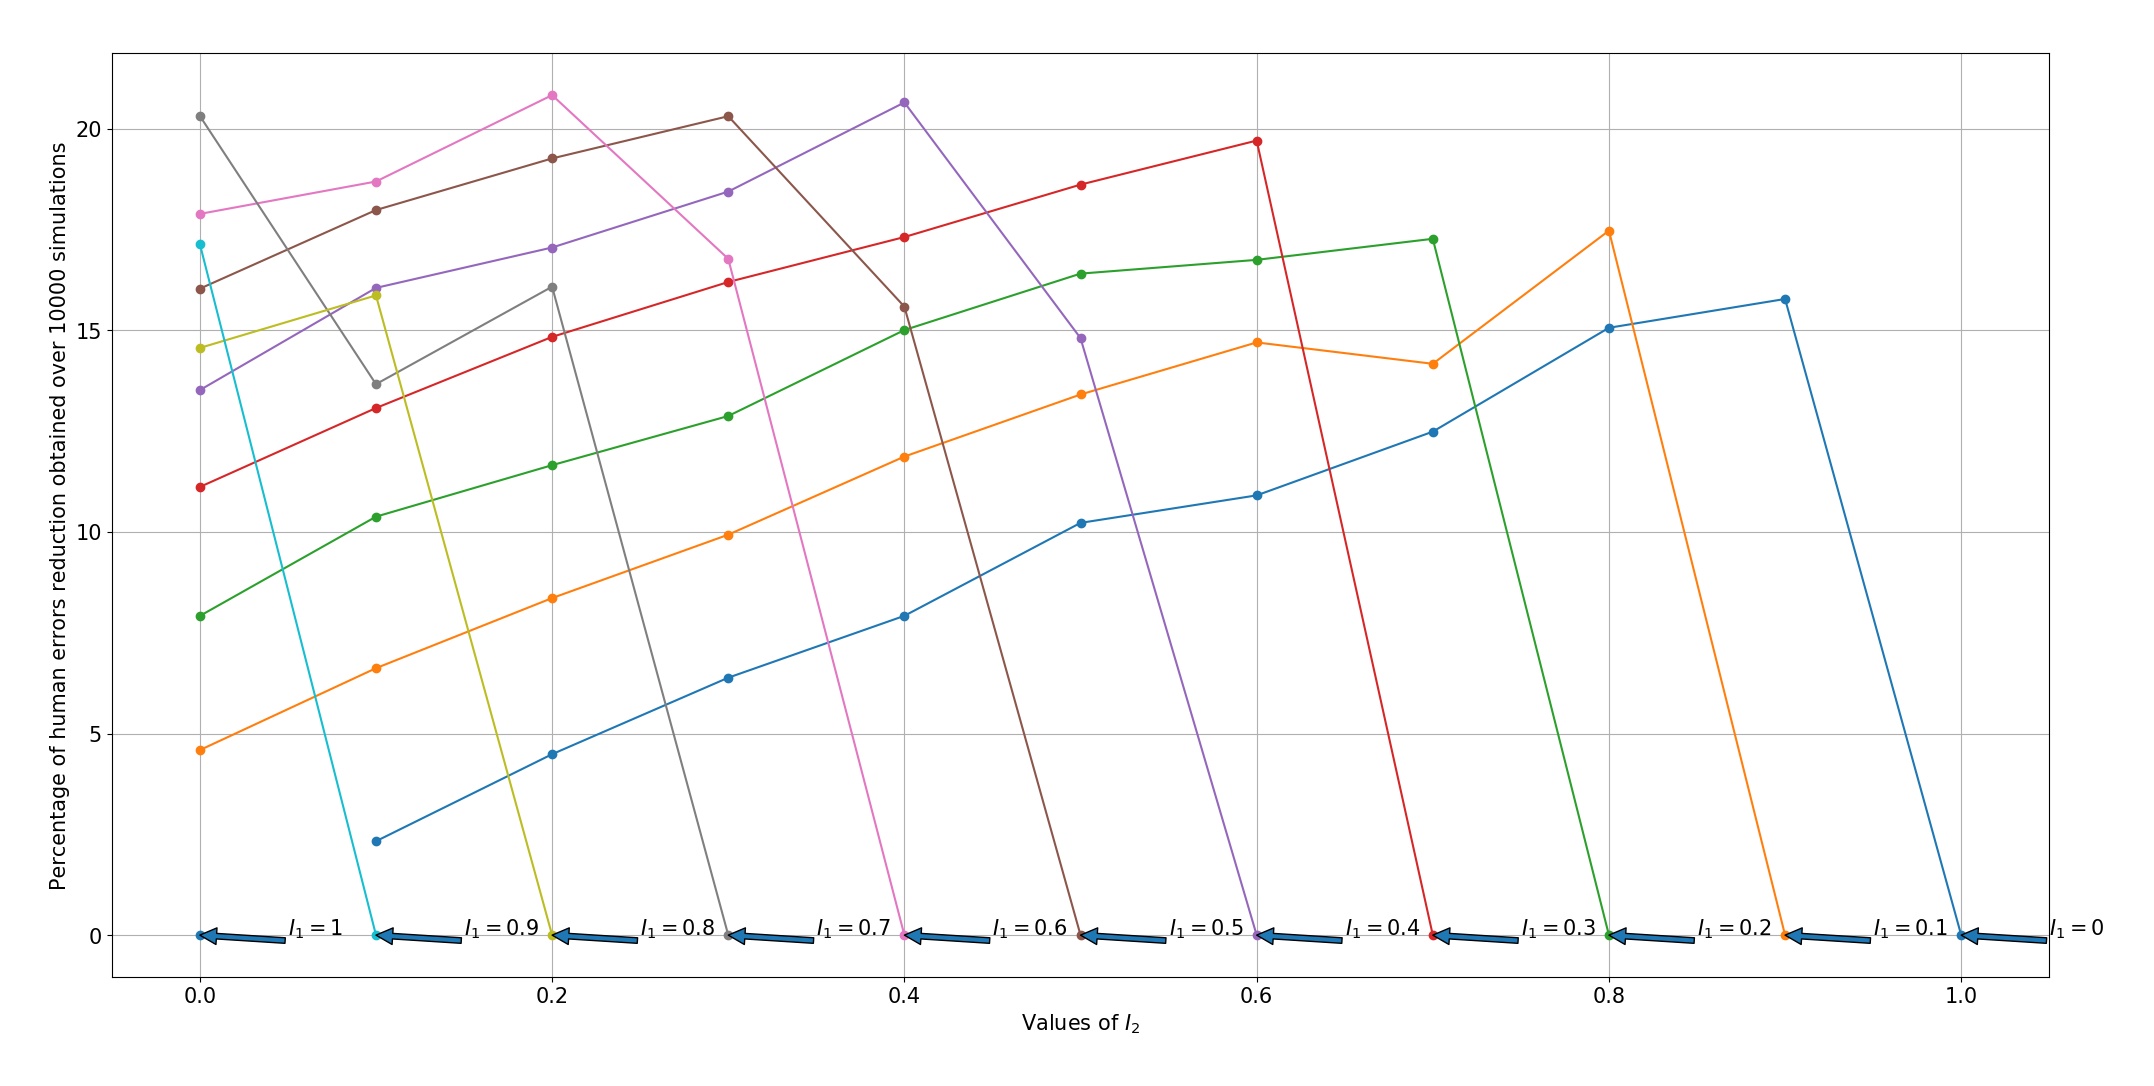 Percentage of human errors reduction obtained over 10000 simulations
20
15
10
5
0
I₁ = 1
I₁ = 0.9
I₁ = 0.8
I₁ = 0.7
I₁ = 0.6
I₁ = 0.5
I₁ = 0.4
I₁ = 0.3
I₁ = 0.2
I₁ = 0.1
I₁ = 0
0.0
0.2
0.4
0.6
0.8
1.0
Values of I₂